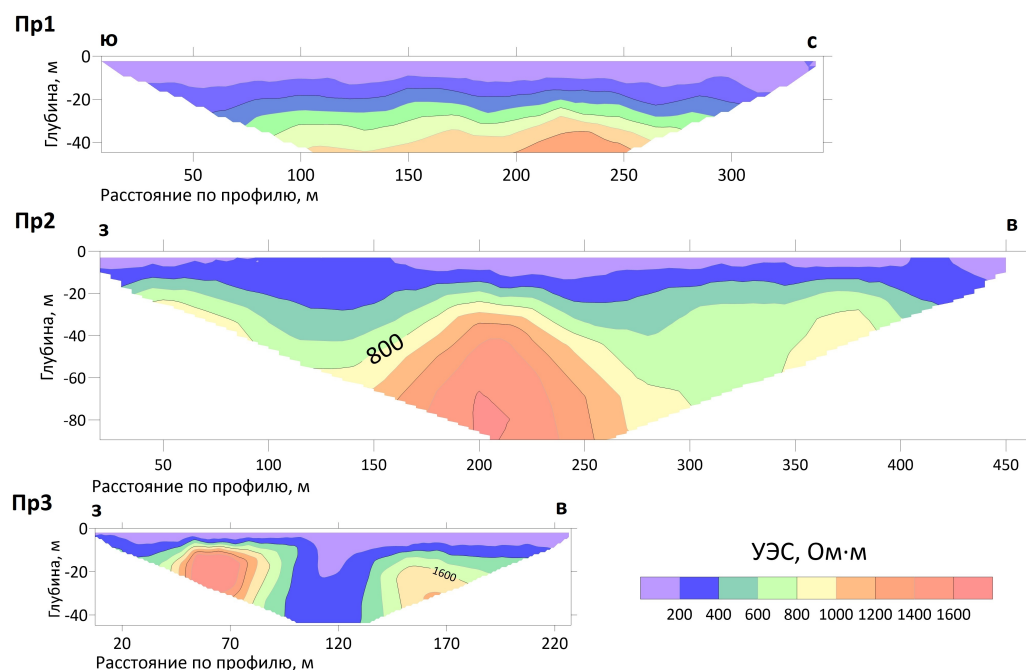 Пр1
ю
с
0
-20
-40
Глубина, м
50
100
150
200
250
300
Расстояние по профилю, м
Пр2
з
в
0
-20
-40
-60
-80
Глубина, м
800
50
100
150
200
250
300
350
400
450
Расстояние по профилю, м
Пр3
з
в
0
-20
-40
Глубина, м
1600
20
70
120
170
220
Расстояние по профилю, м
УЭС, Ом·м
200 400 600 800 1000 1200 1400 1600